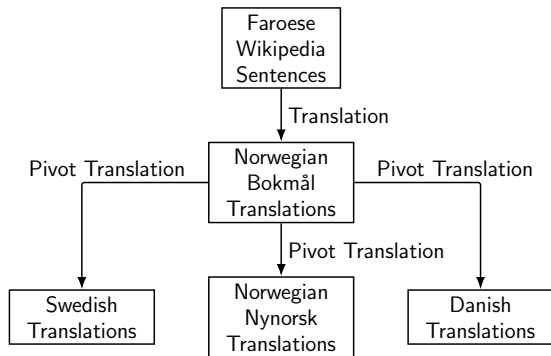 Faroese
Wikipedia
Sentences
Translation
Pivot Translation
Norwegian
Bokmål
Translations
Pivot Translation
Pivot Translation
Swedish
Translations
Norwegian
Nynorsk
Translations
Danish
Translations